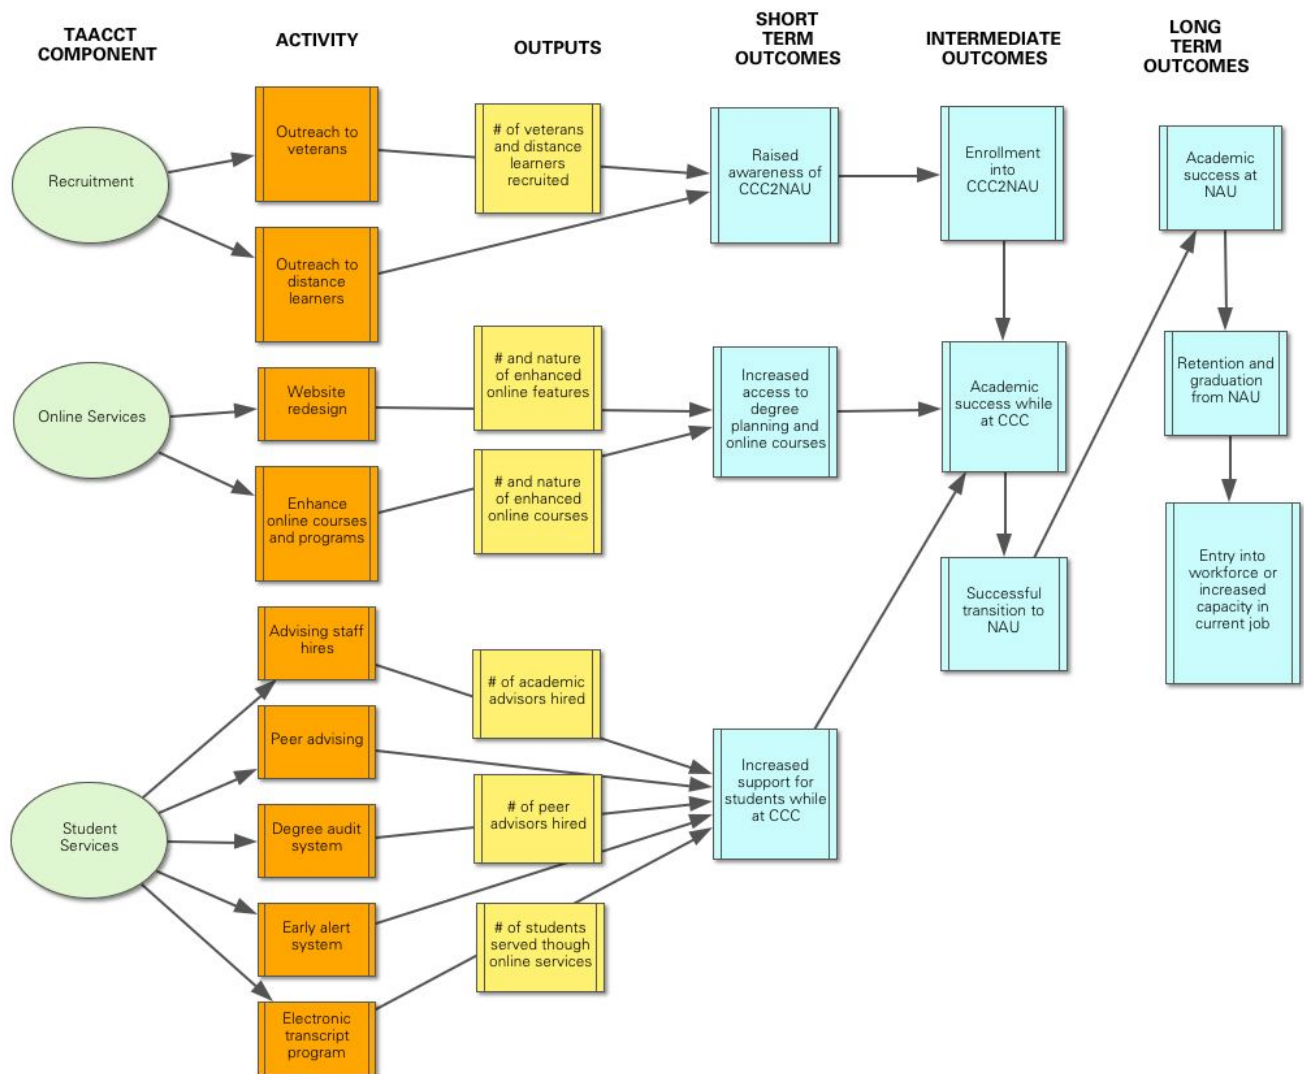 TAACCT
COMPONENT
ACTIVITY
OUTPUTS
SHORT
TERM
OUTCOMES
INTERMEDIATE
OUTCOMES
LONG
TERM
OUTCOMES
Recruitment
Outreach to
veterans
# of veterans
and distance
learners
recruited
Raised
awareness of
CCC2NAU
Enrollment
into
CCC2NAU
Academic
success at
NAU
Outreach to
distance
learners
Online Services
Website
redesign
# and nature
of enhanced
online features
Increased
access to
degree
planning and
online courses
Academic
success while
at CCC
Retention and
graduation
from NAU
Enhance
online courses
and programs
# and nature
of enhanced
online courses
Successful
transition to
NAU
Entry into
workforce or
increased
capacity in
current job
Student
Services
Advising staff
hires
# of academic
advisors hired
Peer advising
Increased
support for
students while
at CCC
Degree audit
system
# of peer
advisors hired
Early alert
system
# of students
served though
online services
Electronic
transcript
program